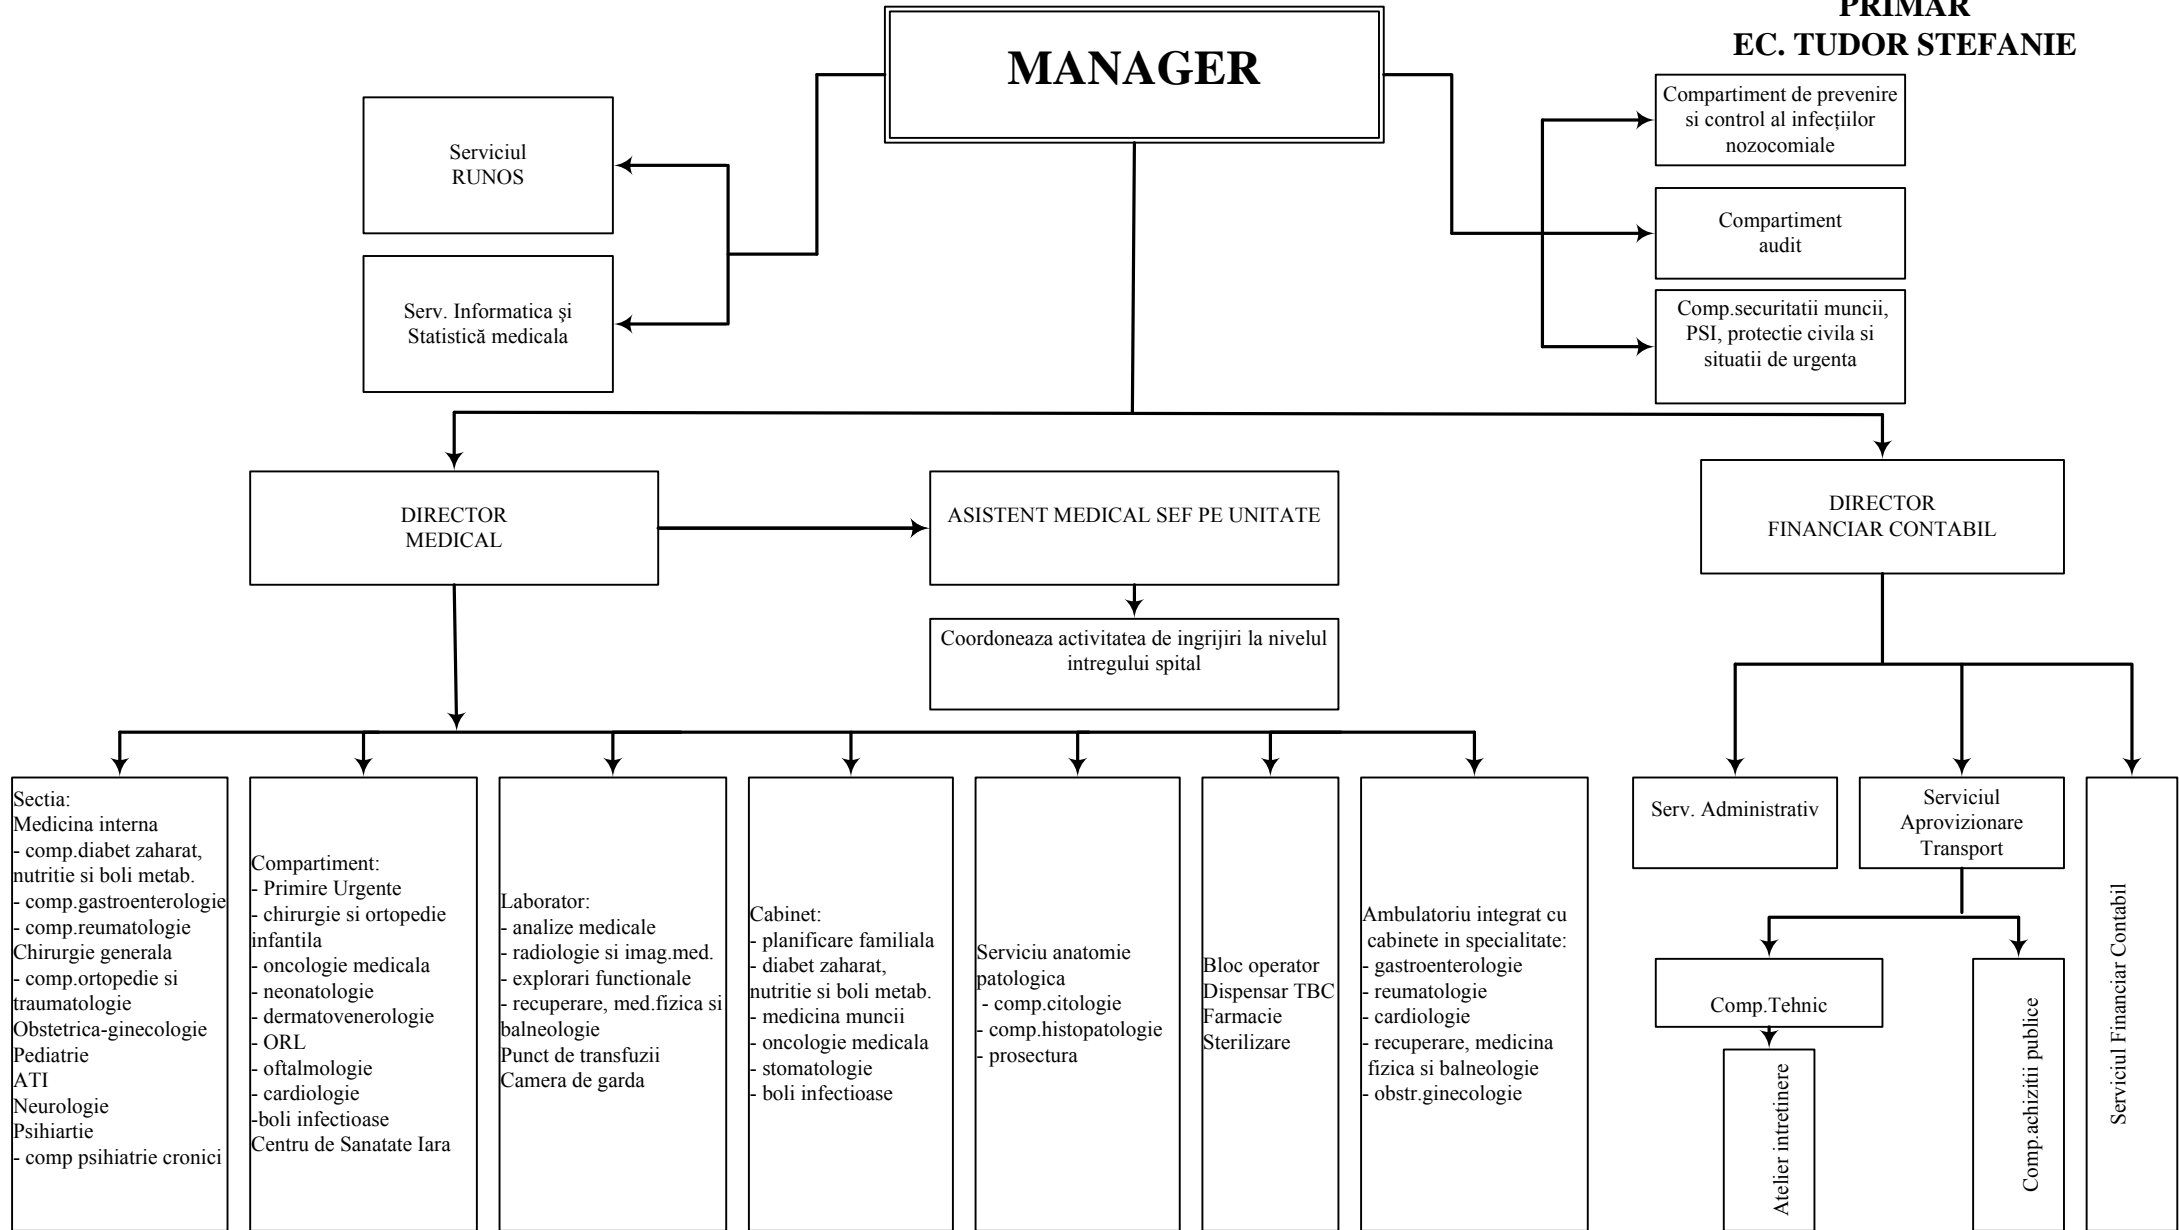 PRIMAR
EC. TUDOR STEFANIE
MANAGER
Serviciul
RUNOS
Serv. Informatica şi
Statistică medicala
Compartiment de prevenire
si control al infecțiilor
nozocomiale
Compartiment
audit
Comp.securitatii muncii,
PSI, protectie civila si
situatii de urgenta
DIRECTOR
MEDICAL
ASISTENT MEDICAL SEF PE UNITATE
Coordoneaza activitatea de ingrijiri la nivelul
intregului spital
DIRECTOR
FINANCIAR CONTABIL
Sectia:
Medicina interna
- comp.diabet zaharat,
nutritie si boli metab.
- comp.gastroenterologie
- comp.reumatologie
Chirurgie generala
- comp.ortopedie si
traumatologie
Obstetrica-ginecologie
Pediatrie
ATI
Neurologie
Psihiartie
- comp psihiatrie cronici
Compartiment:
- Primire Urgente
- chirurgie si ortopedie
infantila
- oncologie medicala
- neonatologie
- dermatovenerologie
- ORL
- oftalmologie
- cardiologie
-boli infectioase
Centru de Sanatate Iara
Laborator:
- analize medicale
- radiologie si imag.med.
- explorari functionale
- recuperare, med.fizica si
balneologie
Punct de transfuzii
Camera de garda
Cabinet:
- planificare familiala
- diabet zaharat,
nutritie si boli metab.
- medicina muncii
- oncologie medicala
- stomatologie
- boli infectioase
Serviciu anatomie
patologica
- comp.citologie
- comp.histopatologie
- prosectura
Bloc operator
Dispensar TBC
Farmacie
Sterilizare
Ambulatoriu integrat cu
cabinete in specialitate:
- gastroenterologie
- reumatologie
- cardiologie
- recuperare, medicina
fizica si balneologie
- obstr.ginecologie
Serv. Administrativ
Serviciul
Aprovizionare
Transport
Comp.Tehnic
Atelier intretinere
Comp.achizitii publice
Serviciul Financiar Contabil